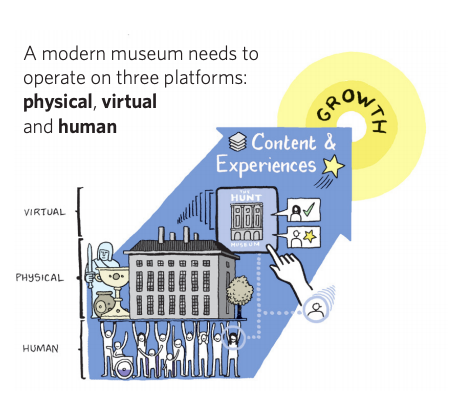 A modern museum needs to
operate on three platforms:
physical, virtual
and human
GROWTH
Content &
Experiences
VIRTUAL
THE
HUNT
MUSEUM
PHYSICAL
HUMAN